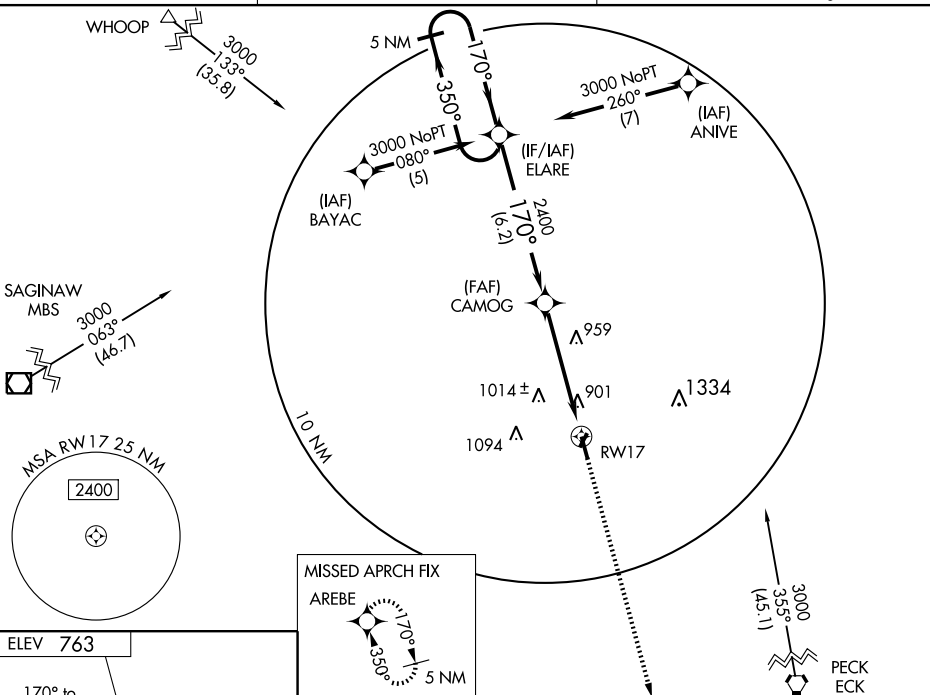 WHOOP
3000
133°
(35.8)
5 NM
170°
350°
3000 NoPT
260°
(7)
(IAF)
ANIVE
3000 NoPT
080°
(5)
(IF/IAF)
ELARE
(IAF)
BAYAC
2400
170°
(6.2)
SAGINAW
MBS
3000
063°
(46.7)
(FAF)
CAMOG
959
1014 ±
901
1334
1094
RW17
10 NM
MSA RW17 25 NM
2400
MISSED APRCH FIX
AREBE
170°
350°
5 NM
3000
355°
(45.1)
PECK
ECK
ELEV 763
170° to